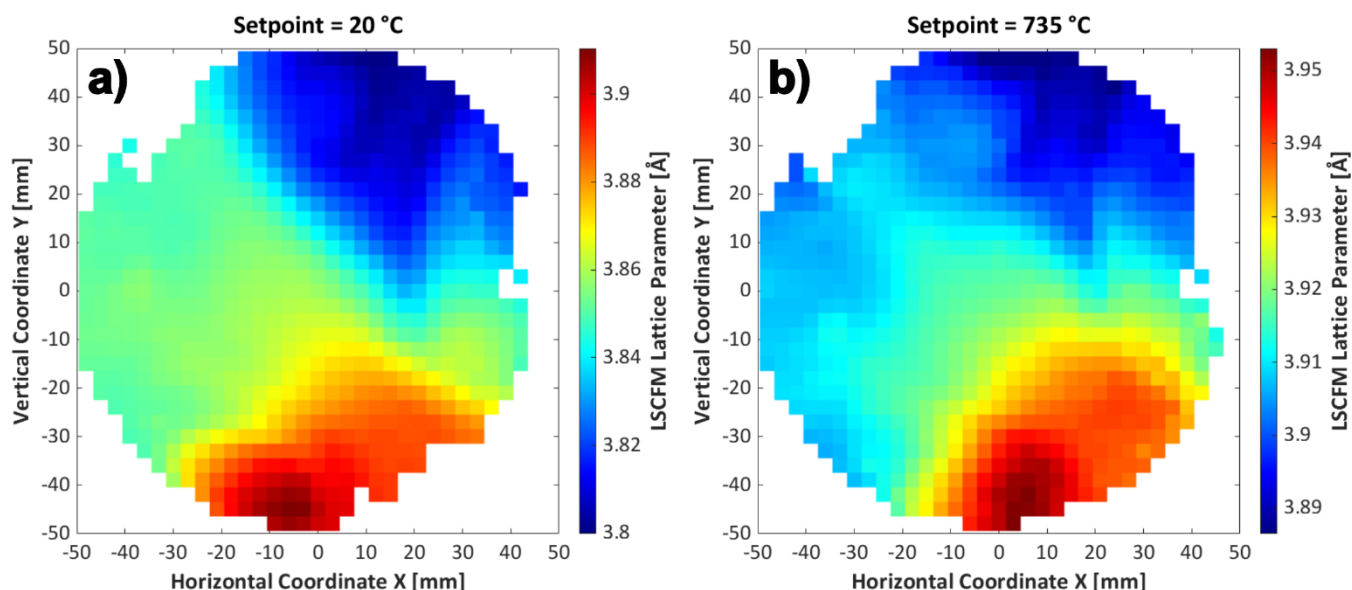 Setpoint = 20 °C
a)
50
40
30
20
10
0
-10
-20
-30
-40
-50
Vertical Coordinate Y [mm]
-50 -40 -30 -20 -10 0 10 20 30 40 50
Horizontal Coordinate X [mm]
3.9
3.88
3.86
3.84
3.82
3.8
LSCFM Lattice Parameter [Å]
Setpoint = 735 °C
b)
50
40
30
20
10
0
-10
-20
-30
-40
-50
Vertical Coordinate Y [mm]
-50 -40 -30 -20 -10 0 10 20 30 40 50
Horizontal Coordinate X [mm]
3.95
3.94
3.93
3.92
3.91
3.9
3.89
LSCFM Lattice Parameter [Å]